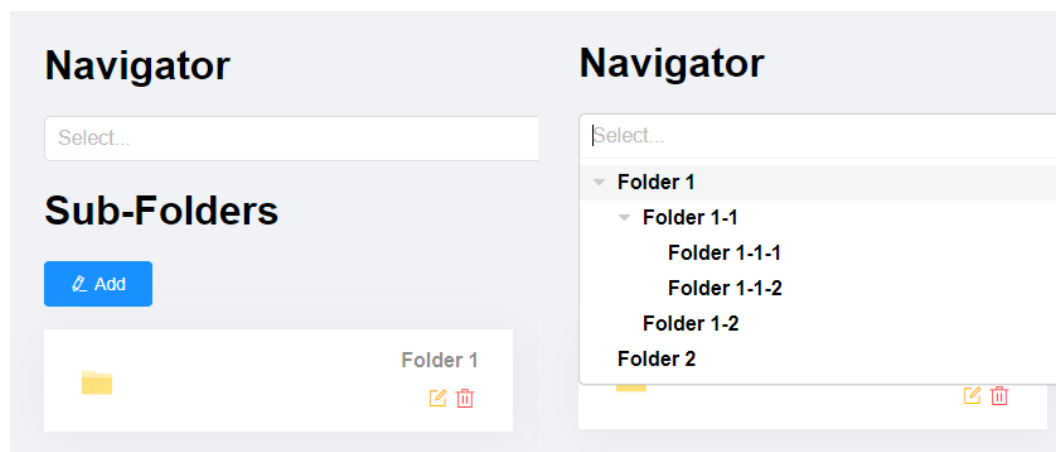 Navigator
Select...
Sub-Folders
Add
Folder 1
Navigator
Select...
Folder 1
Folder 1-1
Folder 1-1-1
Folder 1-1-2
Folder 1-2
Folder 2